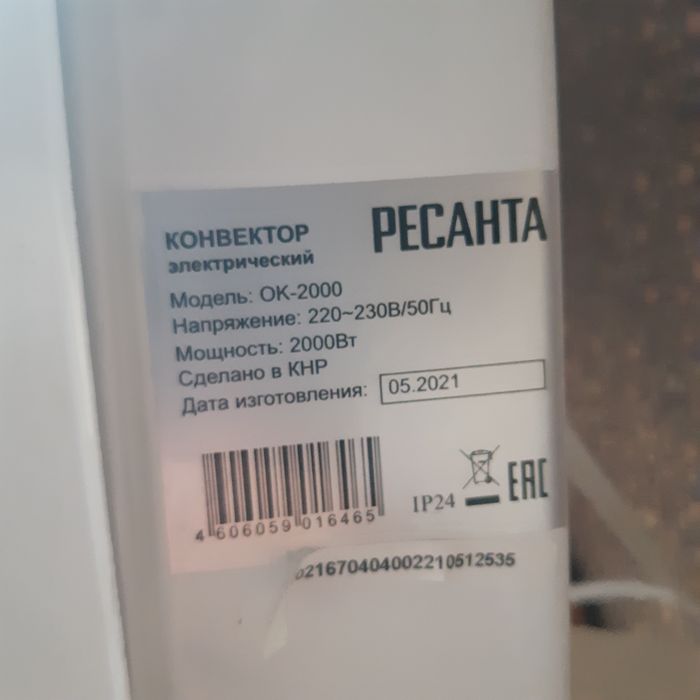 РЕСАНТА
КОНВЕКТОР
электрический
Модель: ОК-2000
Напряжение: 220~230В/50Гц
Мощность: 2000Вт
Сделано в КНР
Дата изготовления: 05.2021
4 606059 016465
IP24
EAC
021670404002210512535